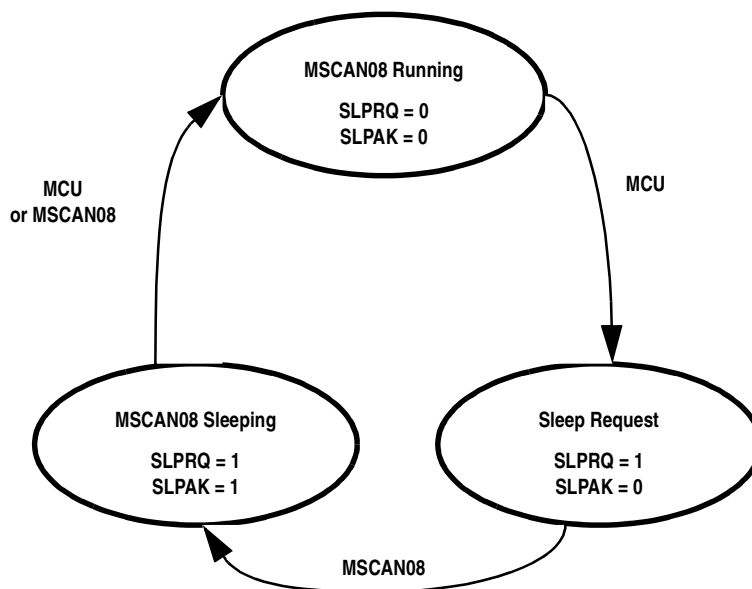 MSCAN08 Running
SLPRQ = 0
SLPAK = 0
MCU
or MSCAN08
MCU
MSCAN08 Sleeping
SLPRQ = 1
SLPAK = 1
Sleep Request
SLPRQ = 1
SLPAK = 0
MSCAN08